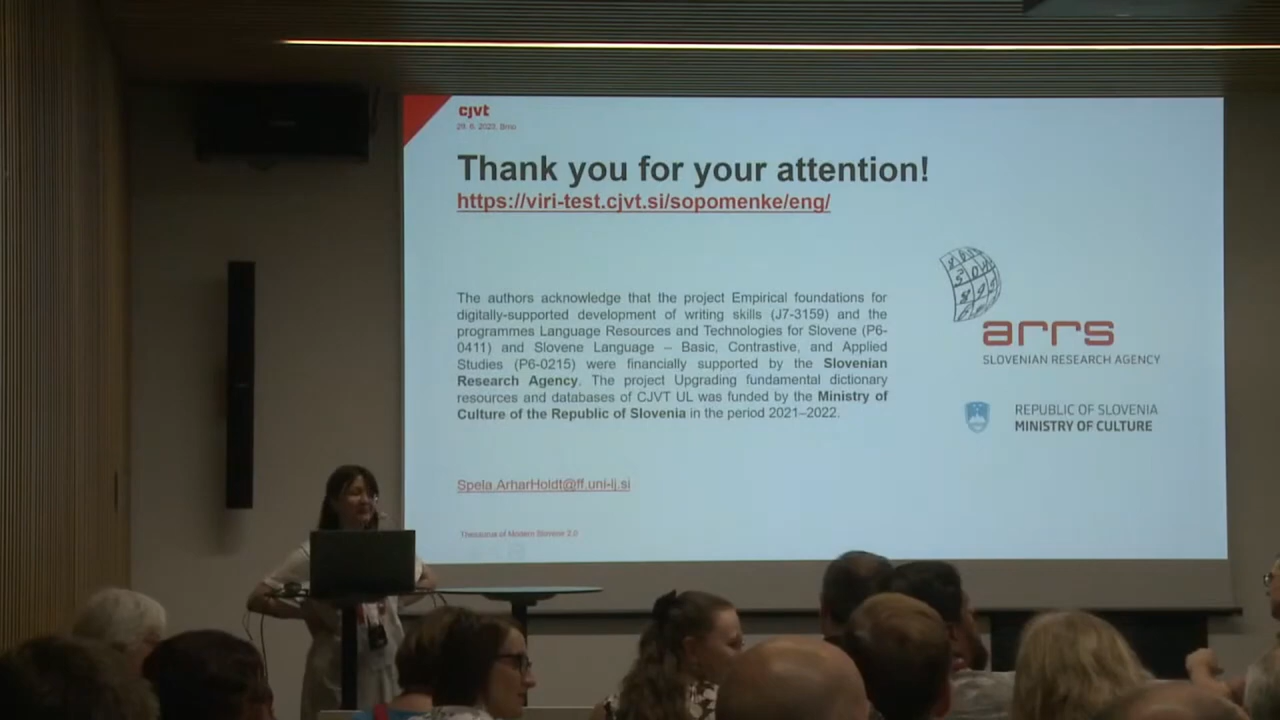 cjvt
29. 6. 2023, Brno
Thank you for your attention!
https://viri-test.cjvt.si/sopomenke/eng/
The authors acknowledge that the project Empirical foundations for
digitally-supported development of writing skills (J7-3159) and the
programmes Language Resources and Technologies for Slovene (P6-
0411) and Slovene Language – Basic, Contrastive, and Applied
Studies (P6-0215) were financially supported by the Slovenian
Research Agency. The project Upgrading fundamental dictionary
resources and databases of CJVT UL was funded by the Ministry of
Culture of the Republic of Slovenia in the period 2021–2022.
arrs
SLOVENIAN RESEARCH AGENCY
REPUBLIC OF SLOVENIA
MINISTRY OF CULTURE
Spela.ArharHoldt@ff.uni-lj.si
Thesaurus of Modern Slovene 2.0